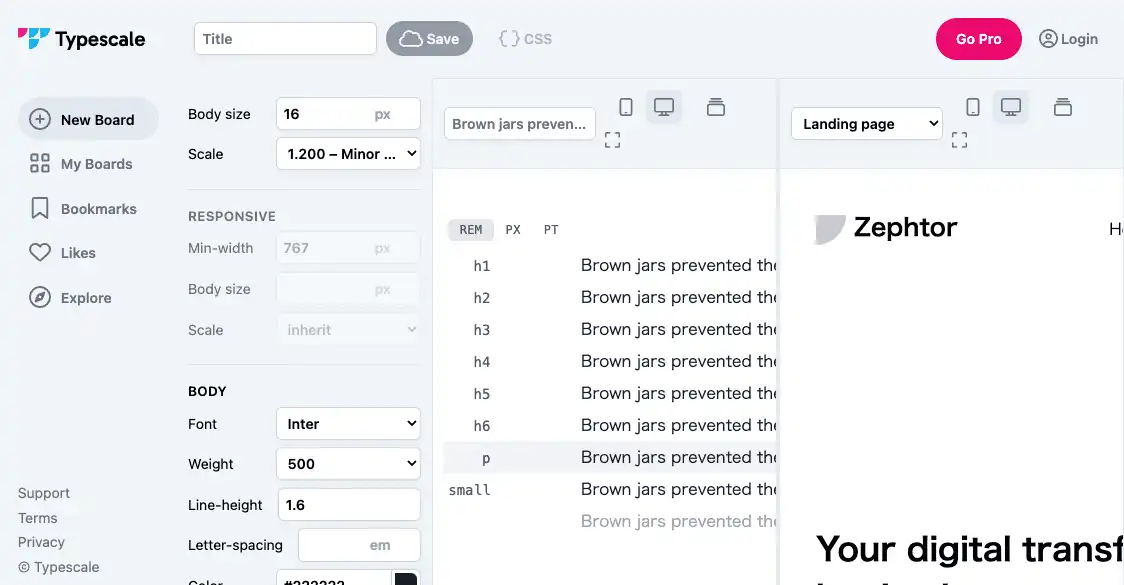 Typescale
Title
Save
{ } CSS
Go Pro
Login
New Board
My Boards
Bookmarks
Likes
Explore
Support
Terms
Privacy
© Typescale
Body size
16 px
Scale
1.200 – Minor ...
RESPONSIVE
Min-width
767 px
Body size
px
Scale
inherit
BODY
Font
Inter
Weight
500
Line-height
1.6
Letter-spacing
em
Brown jars preven...
REM PX PT
h1 Brown jars prevented the
h2 Brown jars prevented the
h3 Brown jars prevented the
h4 Brown jars prevented the
h5 Brown jars prevented the
h6 Brown jars prevented the
p Brown jars prevented the
small Brown jars prevented the
Brown jars prevented the
Landing page
Zephtor
Your digital transf